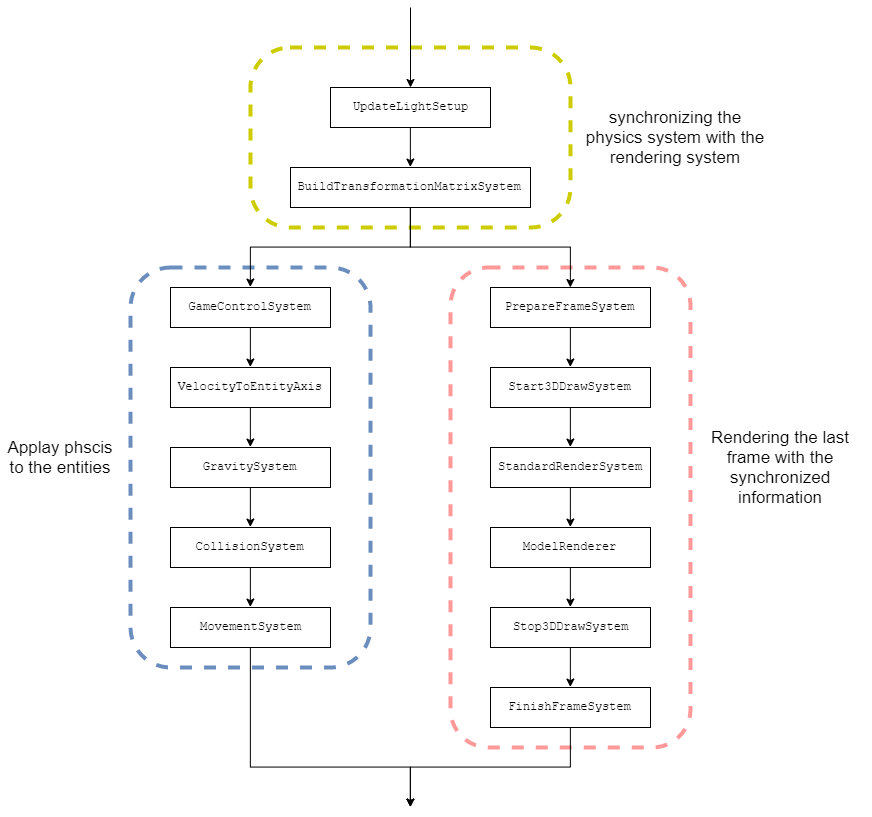 UpdateLightSetup
synchronizing the
physics system with the
rendering system
BuildTransformationMatrixSystem
GameControlSystem
VelocityToEntityAxis
Applay phscis
to the entities
GravitySystem
CollisionSystem
MovementSystem
PrepareFrameSystem
Start3DDrawSystem
StandardRenderSystem
ModelRenderer
Stop3DDrawSystem
FinishFrameSystem
Rendering the last
frame with the
synchronized
information